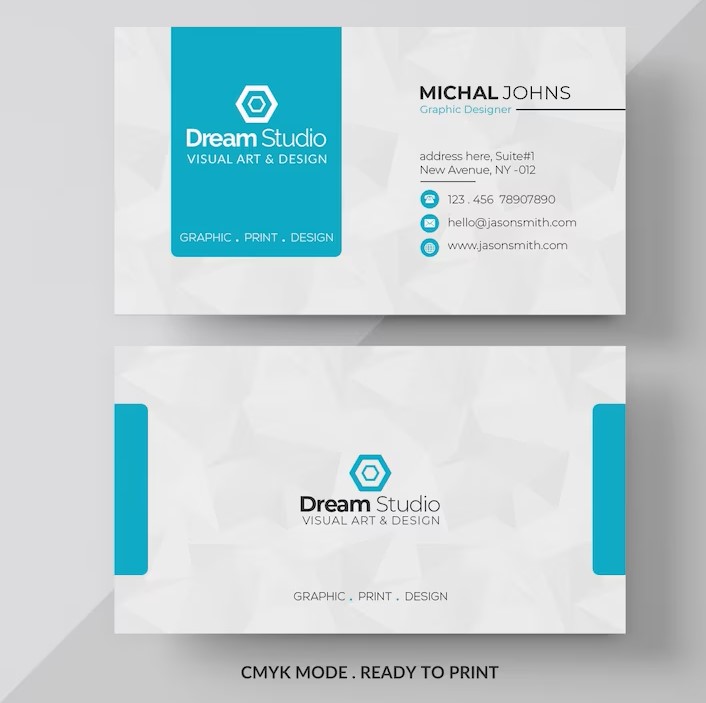 Dream Studio
VISUAL ART & DESIGN
GRAPHIC . PRINT . DESIGN
MICHAL JOHNS
Graphic Designer
address here, Suite#1
New Avenue, NY -012
123 . 456 78907890
hello@jasonsmith.com
www.jasonsmith.com
Dream Studio
VISUAL ART & DESIGN
GRAPHIC . PRINT . DESIGN
CMYK MODE . READY TO PRINT